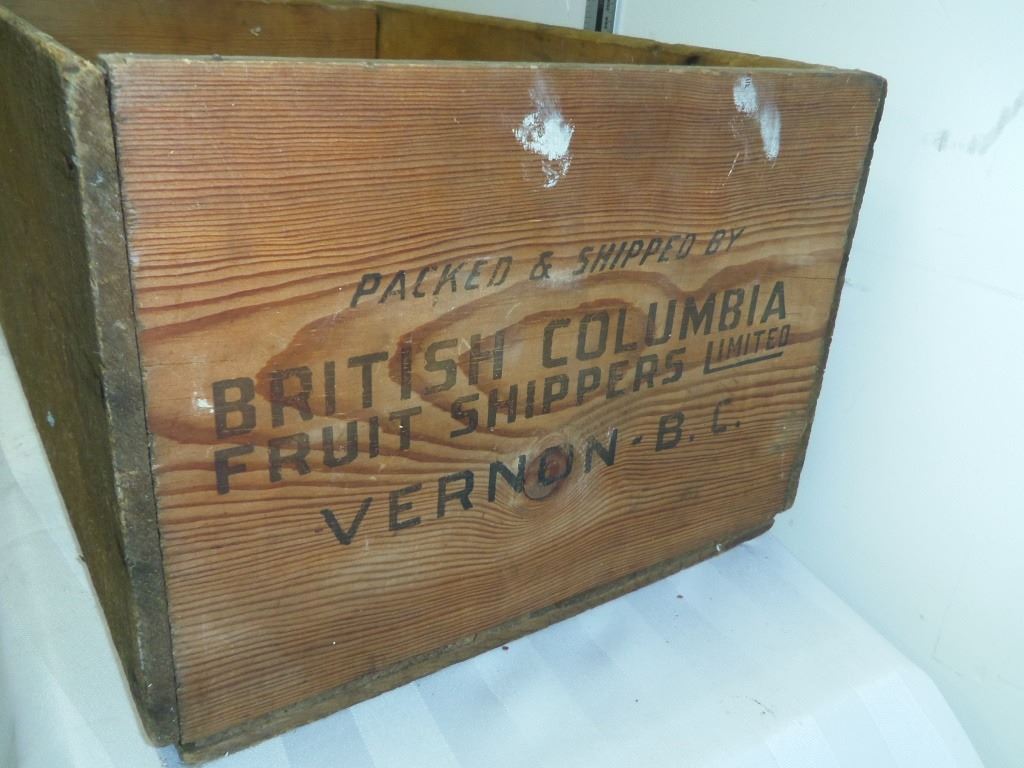 PACKED & SHIPPED BY
BRITISH COLUMBIA
FRUIT SHIPPERS LIMITED
VERNON - B. C.